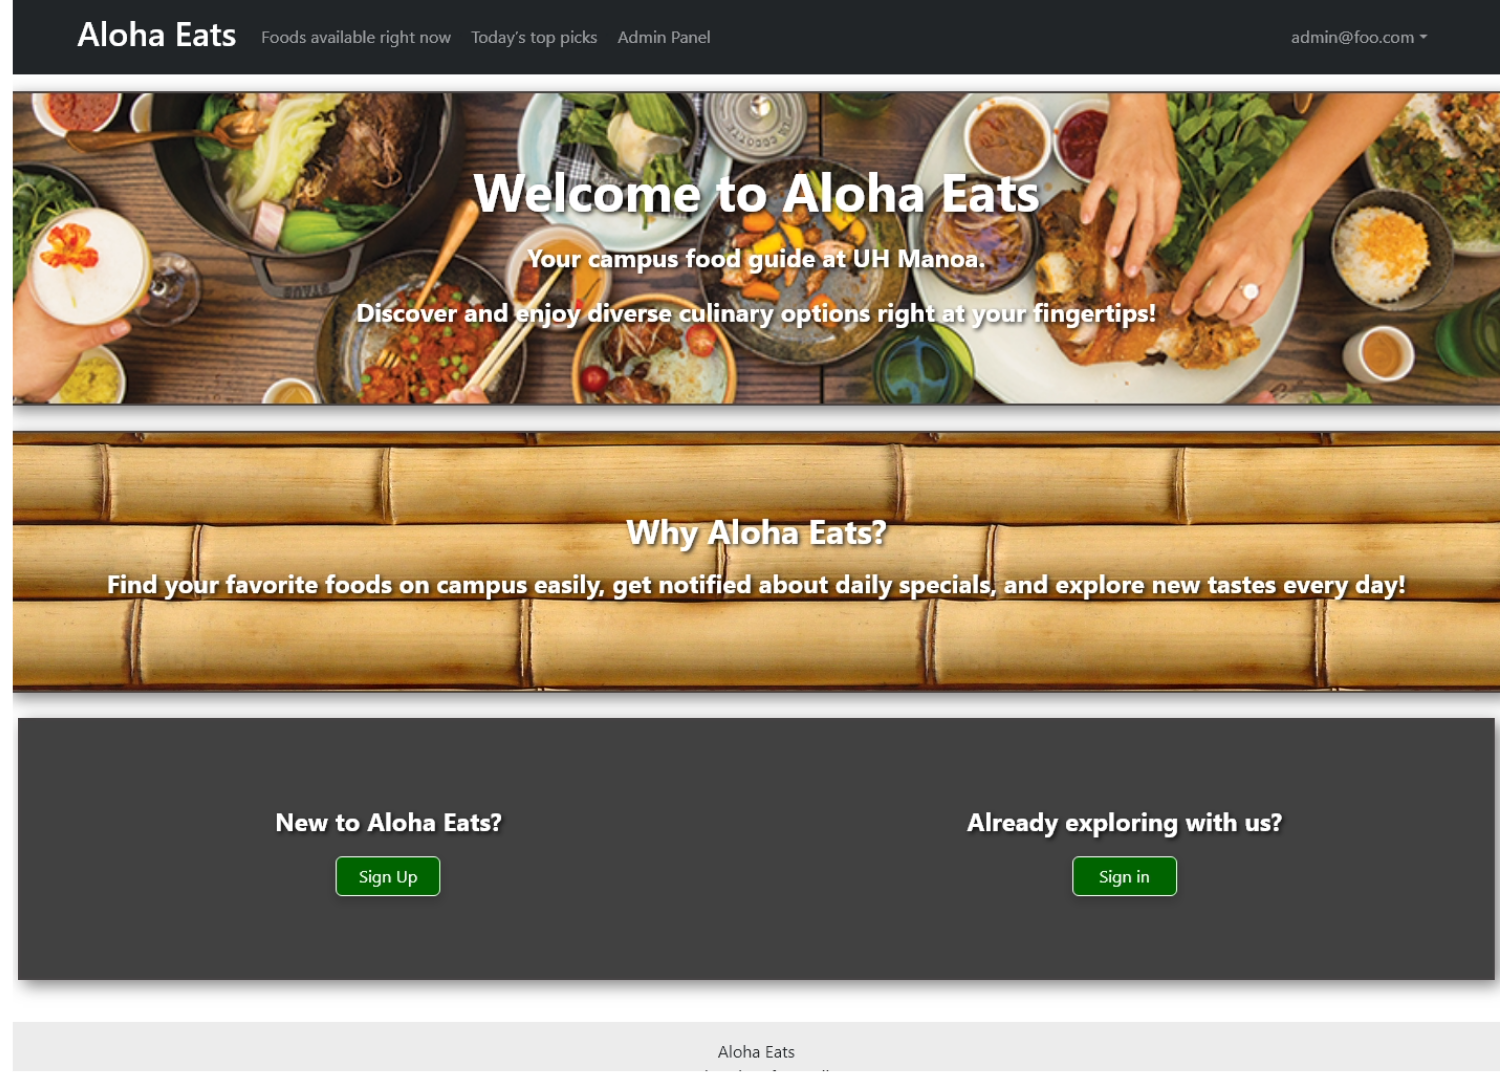 Aloha Eats Foods available right now Today's top picks Admin Panel admin@foo.com
Welcome to Aloha Eats
Your campus food guide at UH Manoa.
Discover and enjoy diverse culinary options right at your fingertips!
Why Aloha Eats?
Find your favorite foods on campus easily, get notified about daily specials, and explore new tastes every day!
New to Aloha Eats?
Sign Up
Already exploring with us?
Sign in
Aloha Eats